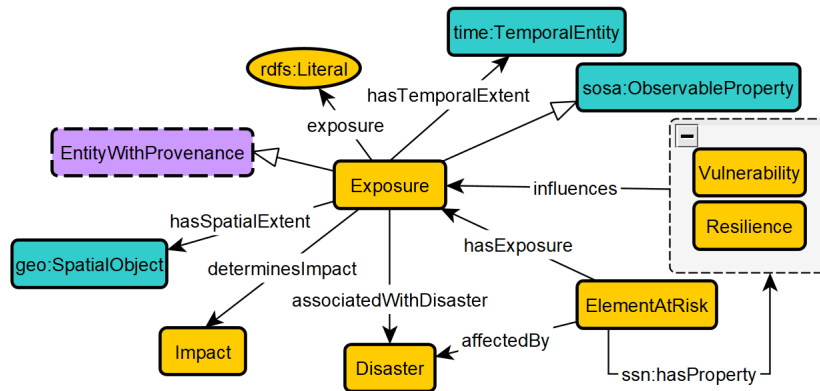 time:TemporalEntity
rdfs:Literal
hasTemporalExtent
sosa:ObservableProperty
exposure
EntityWithProvenance
Vulnerability
Exposure
influences
Resilience
hasSpatialExtent
hasExposure
geo:SpatialObject
determinesImpact
associatedWithDisaster
ElementAtRisk
affectedBy
Impact
Disaster
ssn:hasProperty